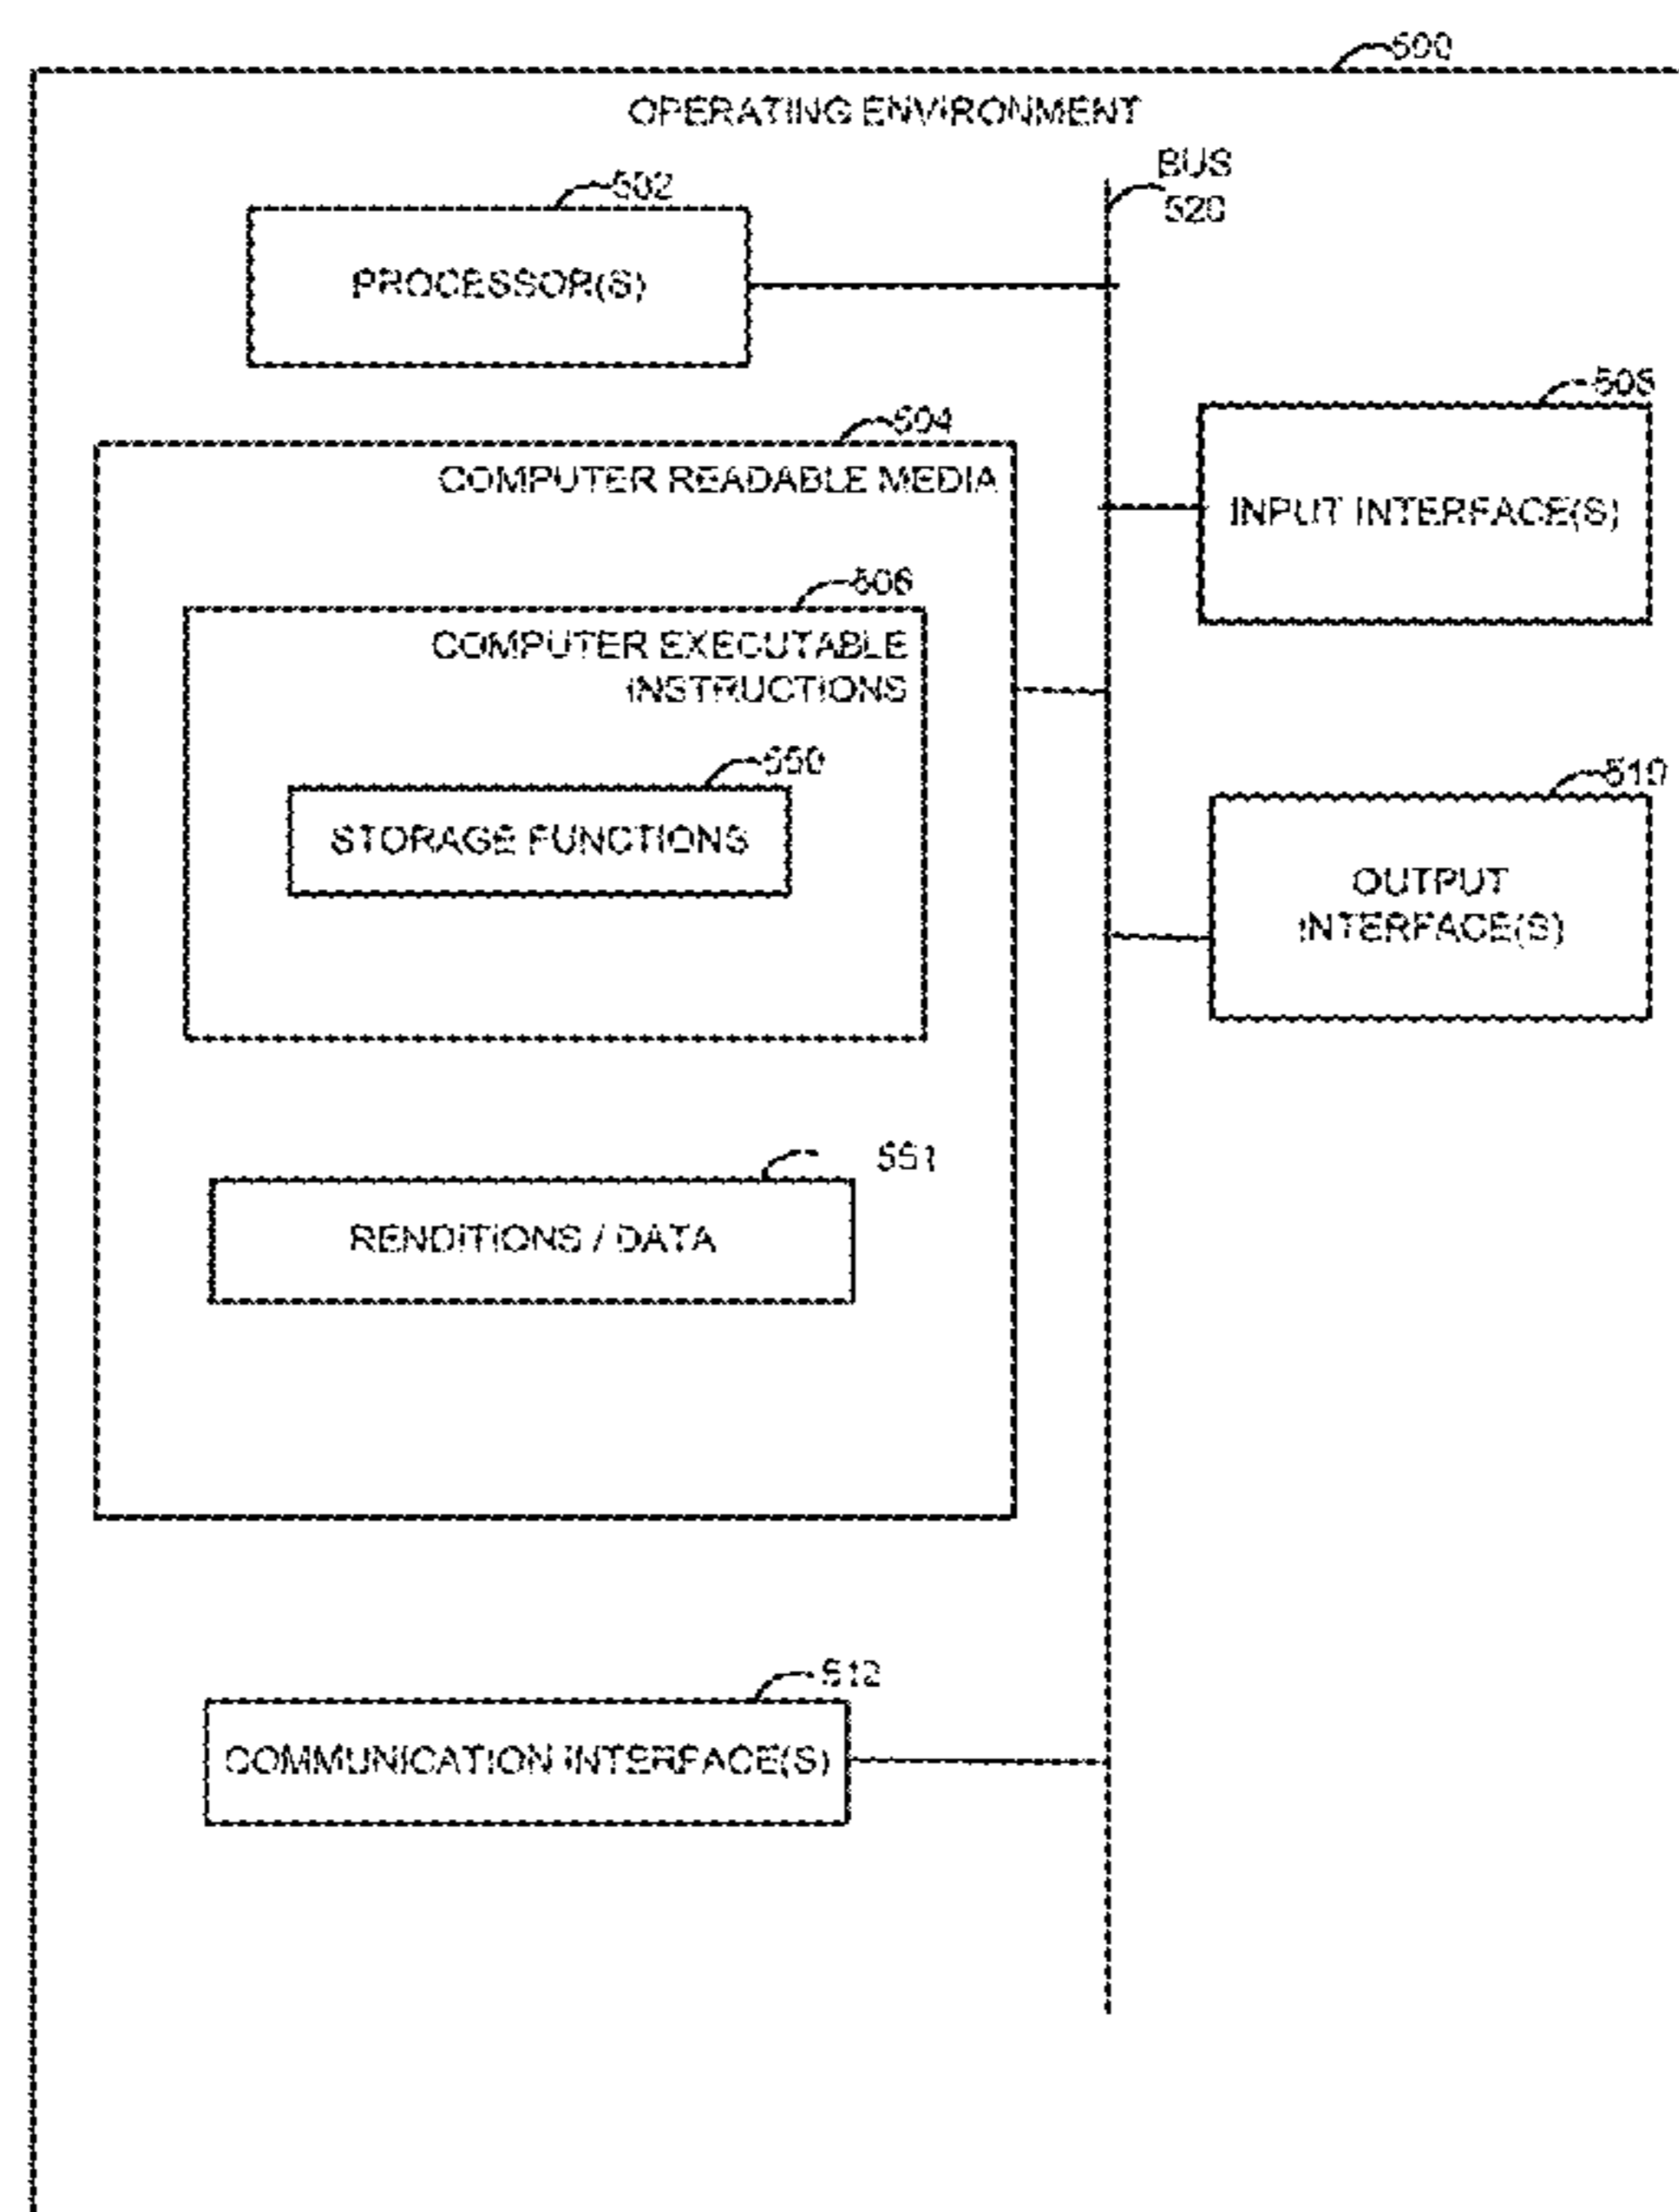 500
OPERATING ENVIRONMENT
BUS
520
502
PROCESSOR(S)
508
INPUT INTERFACE(S)
504
COMPUTER READABLE MEDIA
506
COMPUTER EXECUTABLE
INSTRUCTIONS
550
STORAGE FUNCTIONS
510
OUTPUT
INTERFACE(S)
551
RENDITIONS / DATA
512
COMMUNICATION INTERFACE(S)